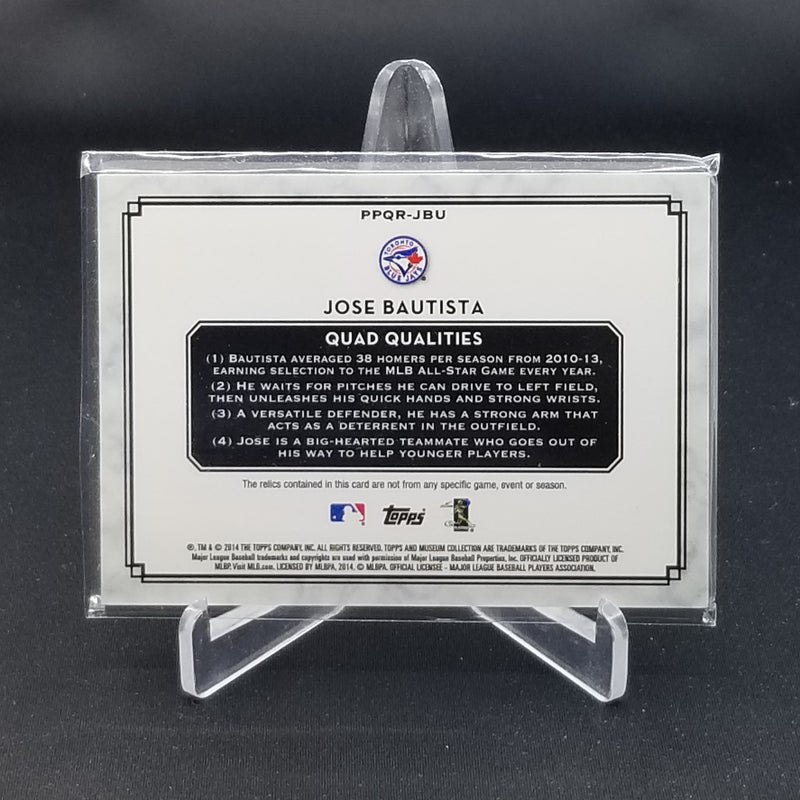 PPQR-JBU
TORONTO
BLUE JAYS
JOSE BAUTISTA
QUAD QUALITIES
(1) BAUTISTA AVERAGED 38 HOMERS PER SEASON FROM 2010-13,
EARNING SELECTION TO THE MLB ALL-STAR GAME EVERY YEAR.
(2) HE WAITS FOR PITCHES HE CAN DRIVE TO LEFT FIELD,
THEN UNLEASHES HIS QUICK HANDS AND STRONG WRISTS.
(3) A VERSATILE DEFENDER, HE HAS A STRONG ARM THAT
ACTS AS A DETERRENT IN THE OUTFIELD.
(4) JOSE IS A BIG-HEARTED TEAMMATE WHO GOES OUT OF
HIS WAY TO HELP YOUNGER PLAYERS.
The relics contained in this card are not from any specific game, event or season.
Topps
®, TM & © 2014 THE TOPPS COMPANY, INC. ALL RIGHTS RESERVED. TOPPS AND MUSEUM COLLECTION ARE TRADEMARKS OF THE TOPPS COMPANY, INC.
Major League Baseball trademarks and copyrights are used with permission of Major League Baseball Properties, Inc. OFFICIALLY LICENSED PRODUCT OF
MLBP. Visit MLB.com. LICENSED BY MLBPA, 2014. © MLBPA. OFFICIAL LICENSEE - MAJOR LEAGUE BASEBALL PLAYERS ASSOCIATION.